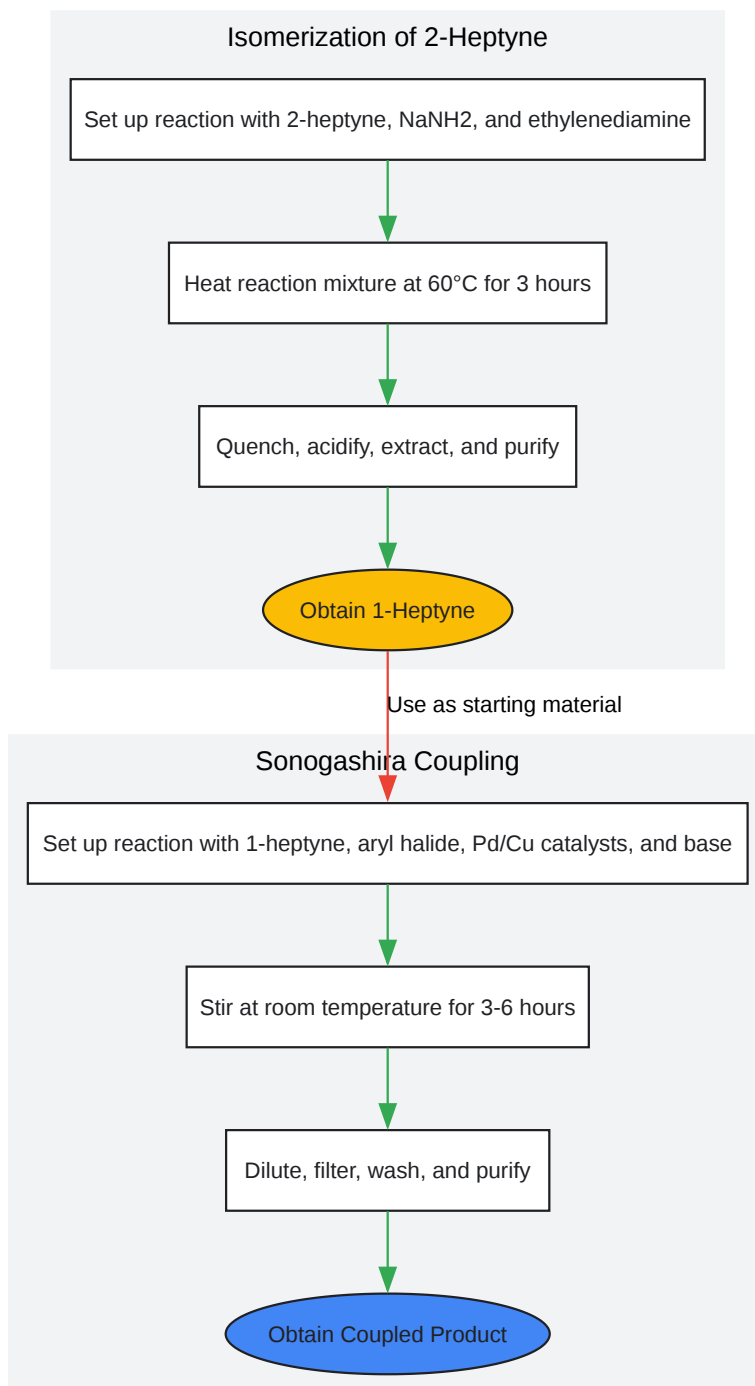 Isomerization of 2-Heptyne
Set up reaction with 2-heptyne, NaNH2, and ethylenediamine
Heat reaction mixture at 60°C for 3 hours
Quench, acidify, extract, and purify
Obtain 1-Heptyne
Use as starting material
Sonogashira Coupling
Set up reaction with 1-heptyne, aryl halide, Pd/Cu catalysts, and base
Stir at room temperature for 3-6 hours
Dilute, filter, wash, and purify
Obtain Coupled Product